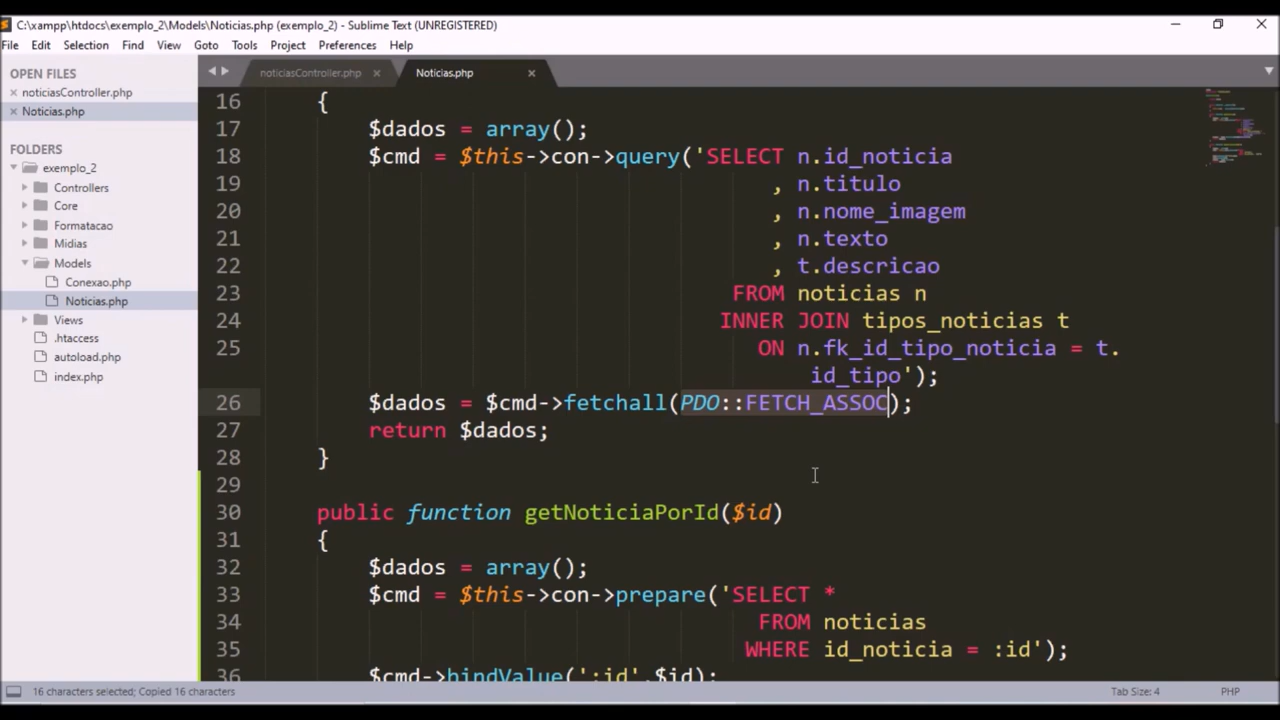 C:\xampp\htdocs\exemplo_2\Models\Noticias.php (exemplo_2) - Sublime Text (UNREGISTERED)
File Edit Selection Find View Goto Tools Project Preferences Help
OPEN FILES
× noticiasController.php
× Noticias.php
FOLDERS
exemplo_2
Controllers
Core
Formatacao
Midias
Models
Conexao.php
Noticias.php
Views
.htaccess
autoload.php
index.php
noticiasController.php ×
Noticias.php ×
16 {
17 $dados = array();
18 $cmd = $this->con->query('SELECT n.id_noticia
19 , n.titulo
20 , n.nome_imagem
21 , n.texto
22 , t.descricao
23 FROM noticias n
24 INNER JOIN tipos_noticias t
25 ON n.fk_id_tipo_noticia = t.
id_tipo');
26 $dados = $cmd->fetchall(PDO::FETCH_ASSOC);
27 return $dados;
28 }
29
30 public function getNoticiaPorId($id)
31 {
32 $dados = array();
33 $cmd = $this->con->prepare('SELECT *
34 FROM noticias
35 WHERE id_noticia = :id');
36 $cmd->bindValue(':id',$id);
16 characters selected; Copied 16 characters
Tab Size: 4
PHP